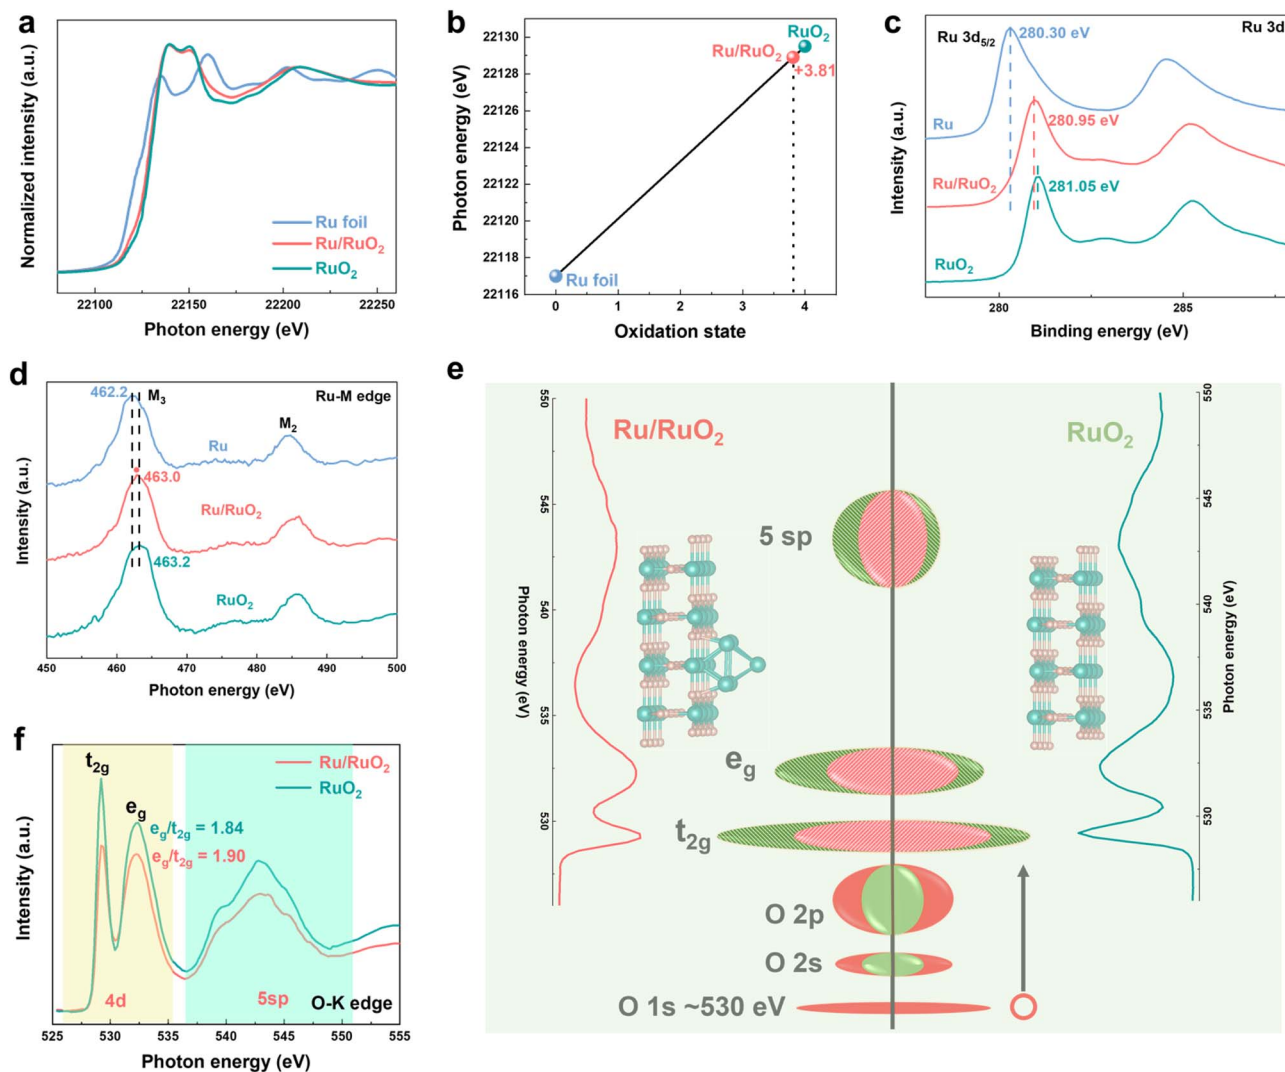 a
Normalized intensity (a.u.)
Ru foil
Ru/RuO₂
RuO₂
22100 22150 22200 22250
Photon energy (eV)
b
Photon energy (eV)
22130
22128
22126
22124
22122
22120
22118
22116
RuO₂
Ru/RuO₂
+3.81
Ru foil
0 1 2 3 4
Oxidation state
c
Intensity (a.u.)
Ru 3d₅/₂
280.30 eV
Ru 3d
Ru
280.95 eV
Ru/RuO₂
281.05 eV
RuO₂
280 285
Binding energy (eV)
d
Intensity (a.u.)
462.2
M₃
Ru-M edge
M₂
Ru
463.0
Ru/RuO₂
463.2
RuO₂
450 460 470 480 490 500
Photon energy (eV)
e
550
545
540
535
530
Photon energy (eV)
Ru/RuO₂
RuO₂
5 sp
e_g
t₂g
O 2p
O 2s
O 1s ~530 eV
550
545
540
535
530
Photon energy (eV)
f
Intensity (a.u.)
t₂g
e_g
Ru/RuO₂
RuO₂
e_g/t₂g = 1.84
e_g/t₂g = 1.90
4d
5sp
O-K edge
525 530 535 540 545 550 555
Photon energy (eV)